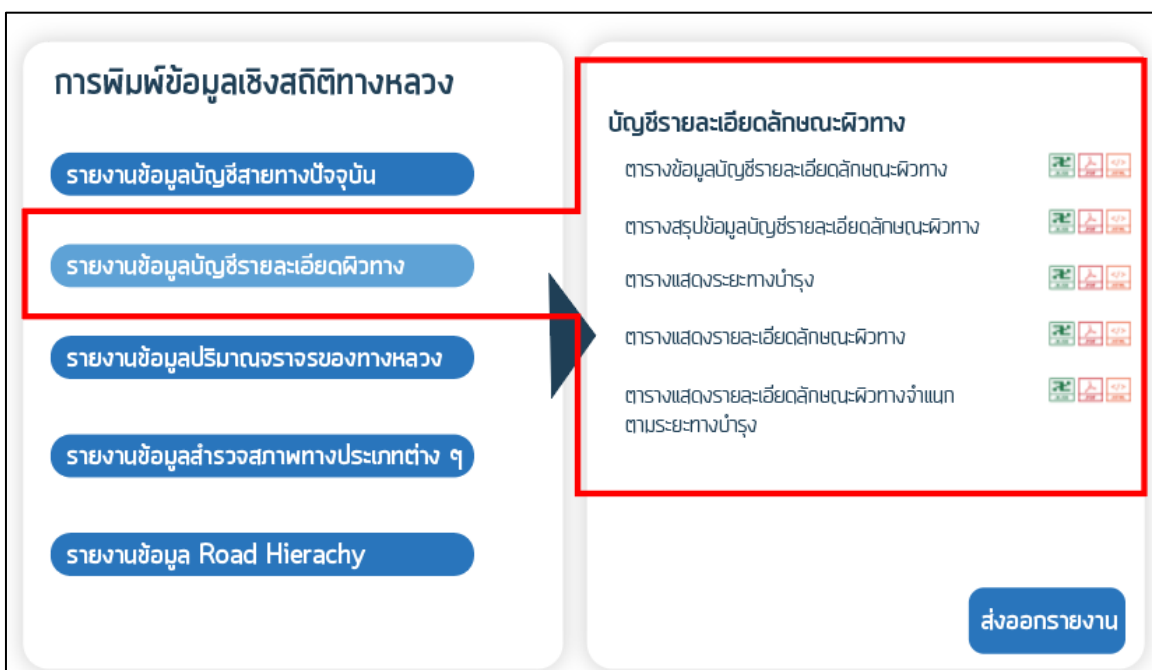 การพิมพ์ข้อมูลเชิงสถิติทางหลวง
รายงานข้อมูลบัญชีสายทางปัจจุบัน
รายงานข้อมูลบัญชีรายละเอียดผิวทาง
รายงานข้อมูลปริมาณจราจรของทางหลวง
รายงานข้อมูลสำรวจสภาพทางประเภทต่าง ๆ
รายงานข้อมูล Road Hierachy
บัญชีรายละเอียดลักษณะผิวทาง
ตารางข้อมูลบัญชีรายละเอียดลักษณะผิวทาง
ตารางสรุปข้อมูลบัญชีรายละเอียดลักษณะผิวทาง
ตารางแสดงระยะทางบำรุง
ตารางแสดงรายละเอียดลักษณะผิวทาง
ตารางแสดงรายละเอียดลักษณะผิวทางจำแนก
ตามระยะทางบำรุง
ส่งออกรายงาน